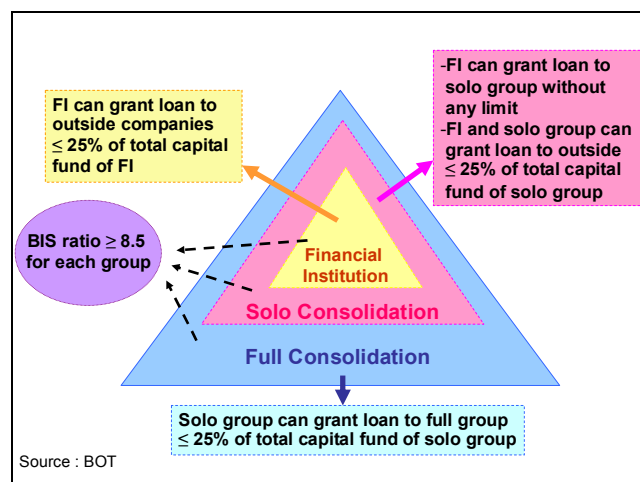 FI can grant loan to
outside companies
≤ 25% of total capital
fund of FI
-FI can grant loan to
solo group without
any limit
-FI and solo group can
grant loan to outside
≤ 25% of total capital
fund of solo group
BIS ratio ≥ 8.5
for each group
Financial
Institution
Solo Consolidation
Full Consolidation
Solo group can grant loan to full group
≤ 25% of total capital fund of solo group
Source : BOT